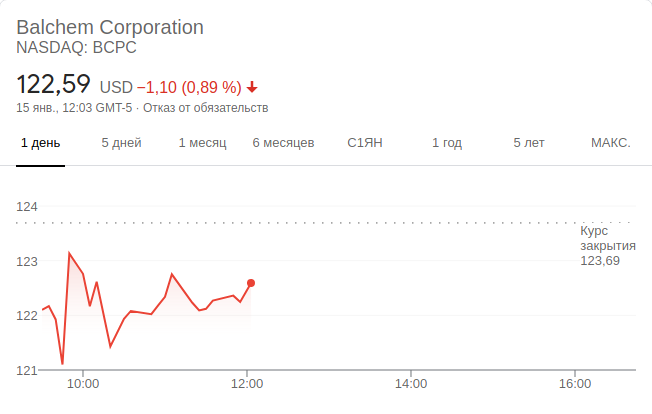 Balchem Corporation
NASDAQ: BCPC
122,59 USD −1,10 (0,89 %)
15 янв., 12:03 GMT-5 · Отказ от обязательств
1 день 5 дней 1 месяц 6 месяцев С1ЯН 1 год 5 лет МАКС.
124
Курс
закрытия
123,69
123
122
121
10:00 12:00 14:00 16:00